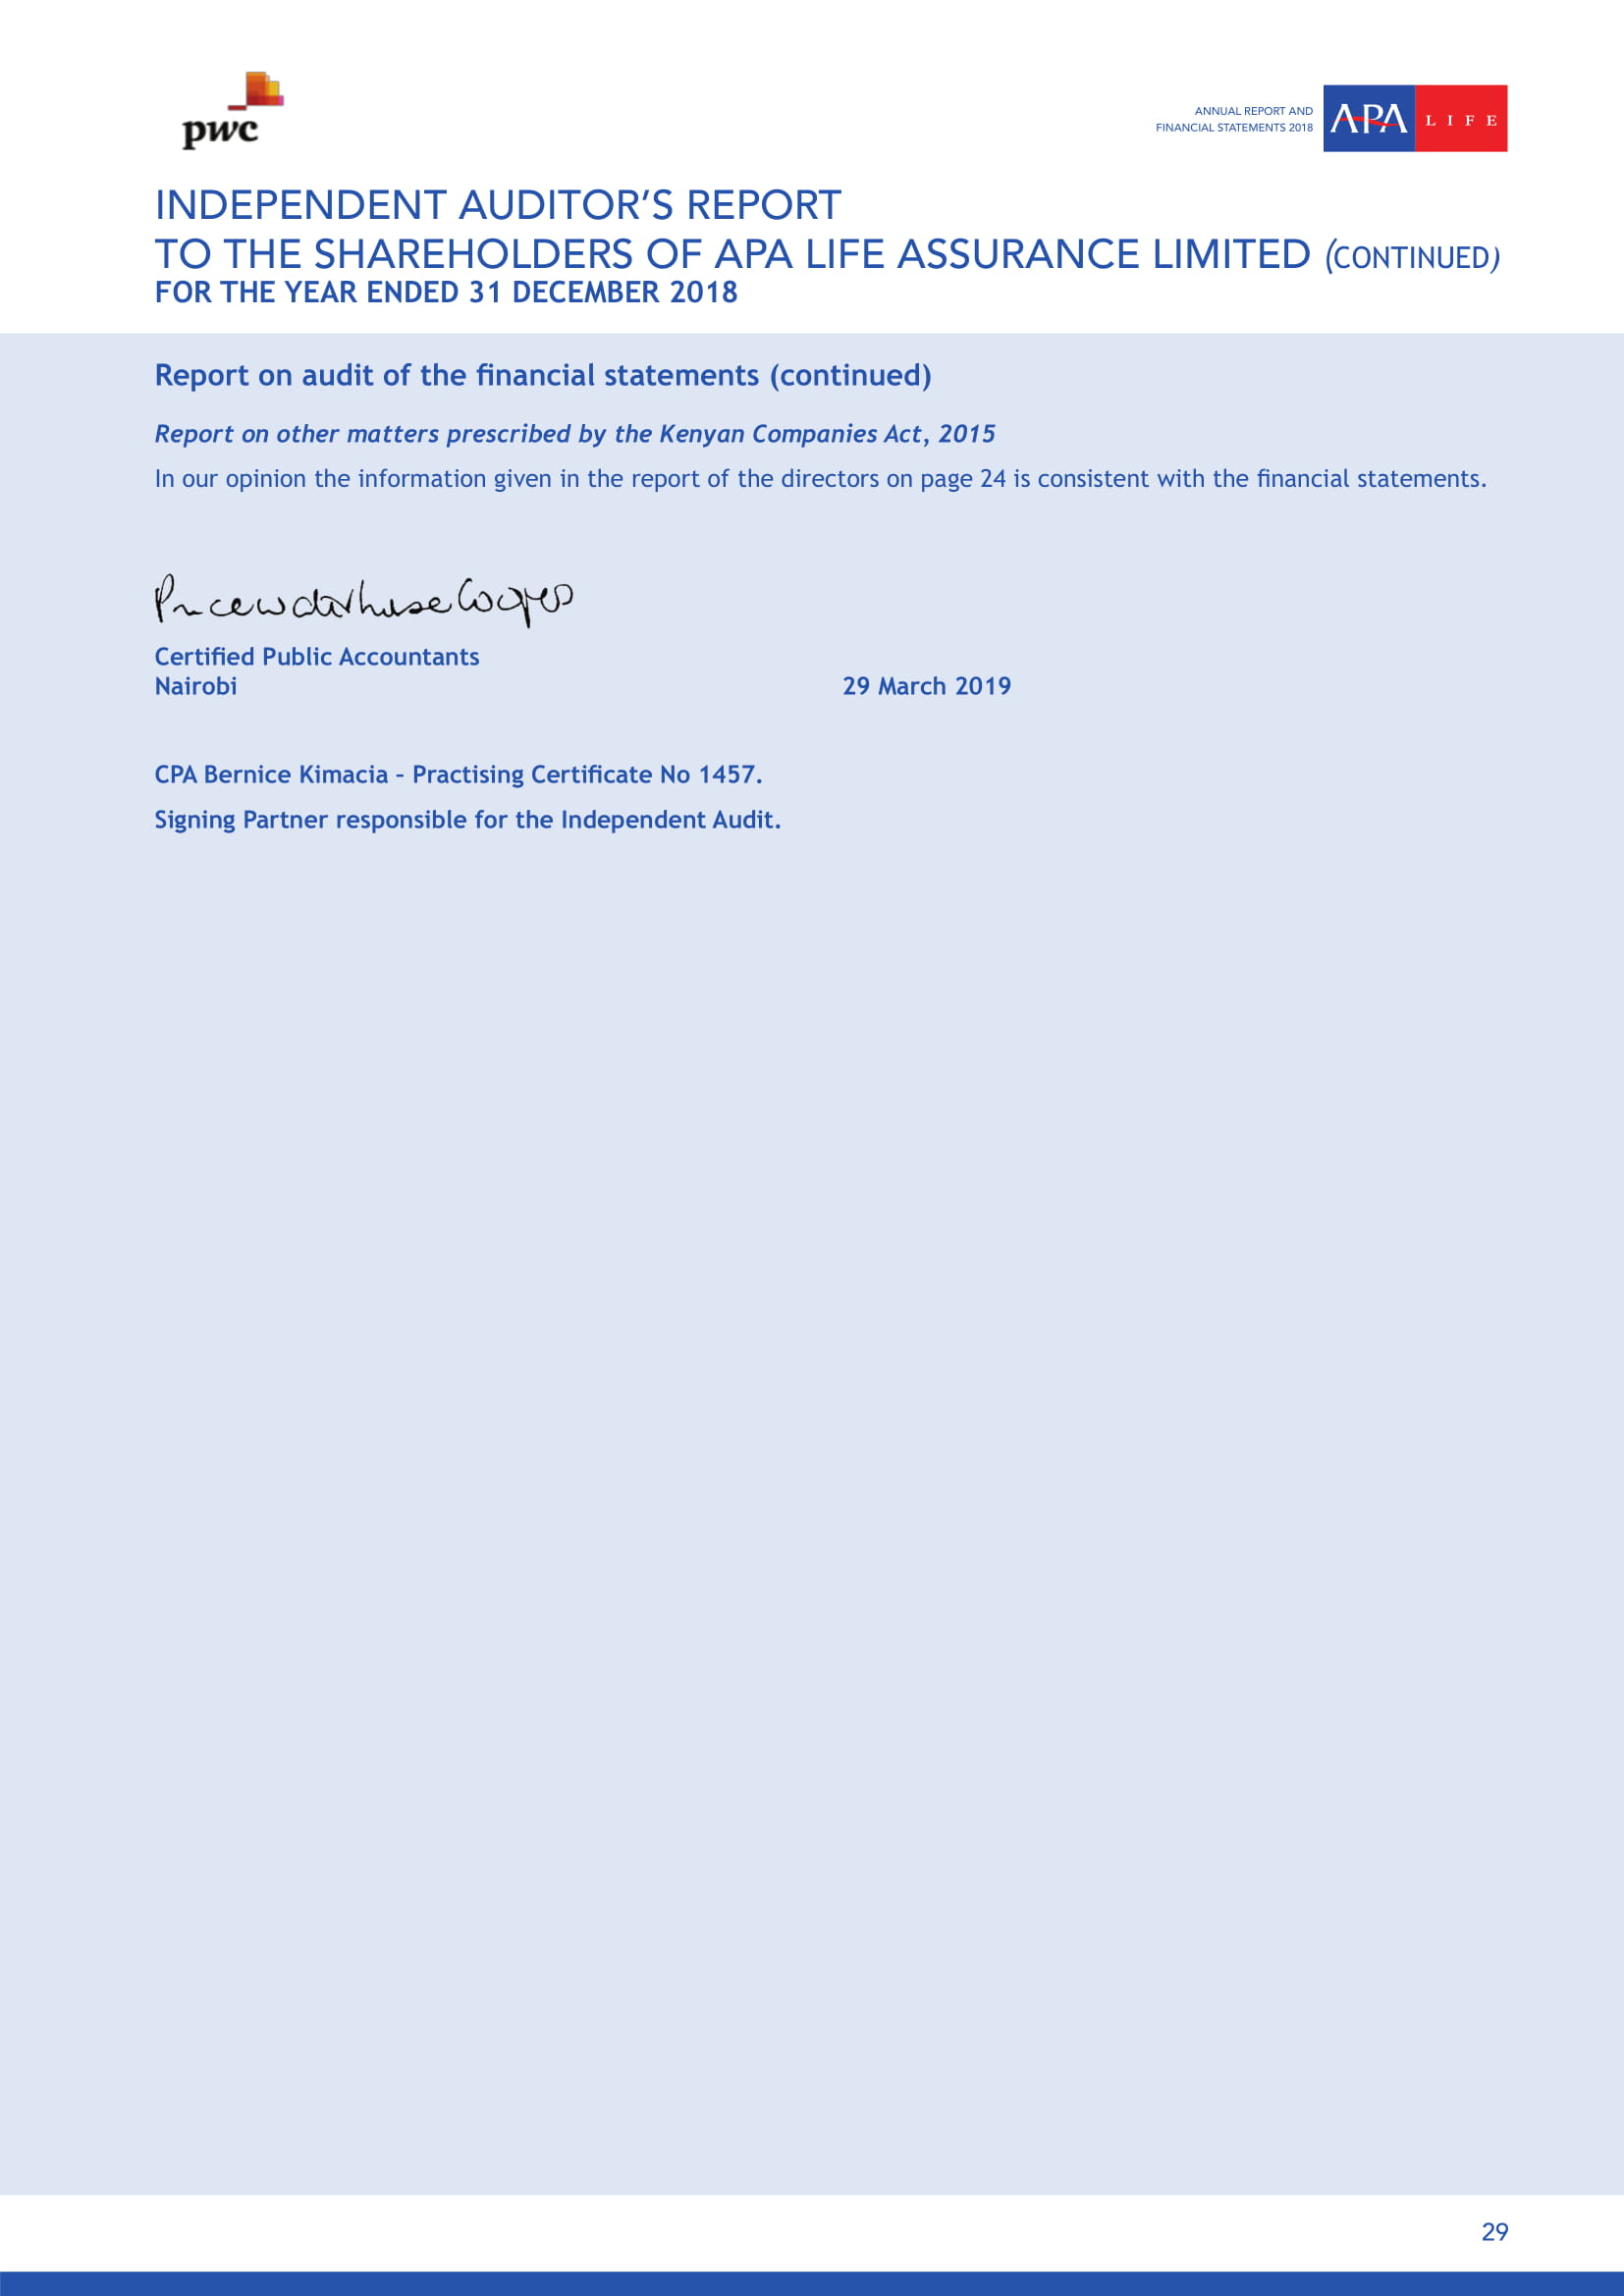 pwc
ANNUAL REPORT AND
FINANCIAL STATEMENTS 2018
APA LIFE
INDEPENDENT AUDITOR’S REPORT
TO THE SHAREHOLDERS OF APA LIFE ASSURANCE LIMITED (CONTINUED)
FOR THE YEAR ENDED 31 DECEMBER 2018
Report on audit of the financial statements (continued)
Report on other matters prescribed by the Kenyan Companies Act, 2015
In our opinion the information given in the report of the directors on page 24 is consistent with the financial statements.
PricewaterhouseCoopers
Certified Public Accountants
Nairobi 29 March 2019
CPA Bernice Kimacia – Practising Certificate No 1457.
Signing Partner responsible for the Independent Audit.
29